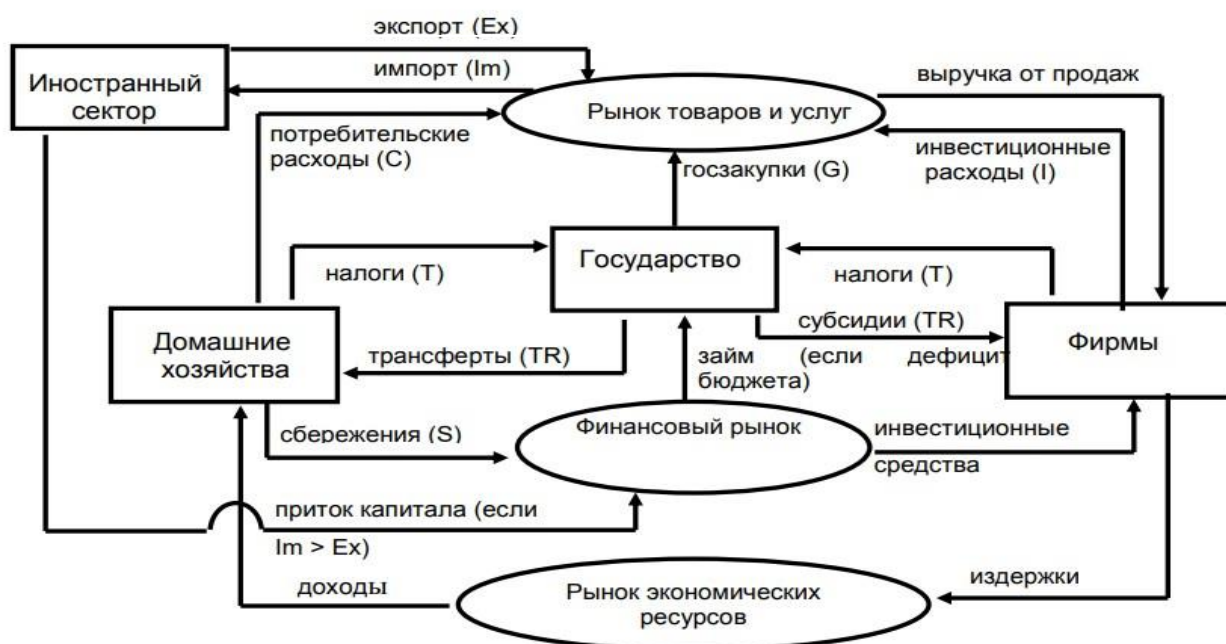 экспорт (Ex)
Иностранный
сектор
импорт (Im)
выручка от продаж
Рынок товаров и услуг
потребительские
расходы (C)
госзакупки (G)
инвестиционные
расходы (I)
Государство
налоги (T)
налоги (T)
субсидии (TR)
Домашние
хозяйства
трансферты (TR)
займ (если дефицит
бюджета)
Фирмы
сбережения (S)
Финансовый рынок
инвестиционные
средства
приток капитала (если
Im > Ex)
доходы
Рынок экономических
ресурсов
издержки